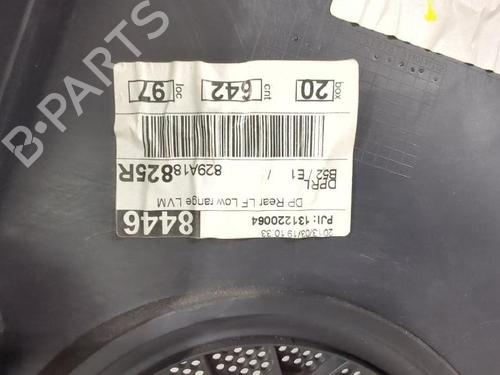 8446
2013/03/19 10:33
PJI: 131220064
DP Rear LF Low range LVM
DPRL
B52 / E1 /
829A18825R
box
20
cnt
642
loc
97
B-PARTS